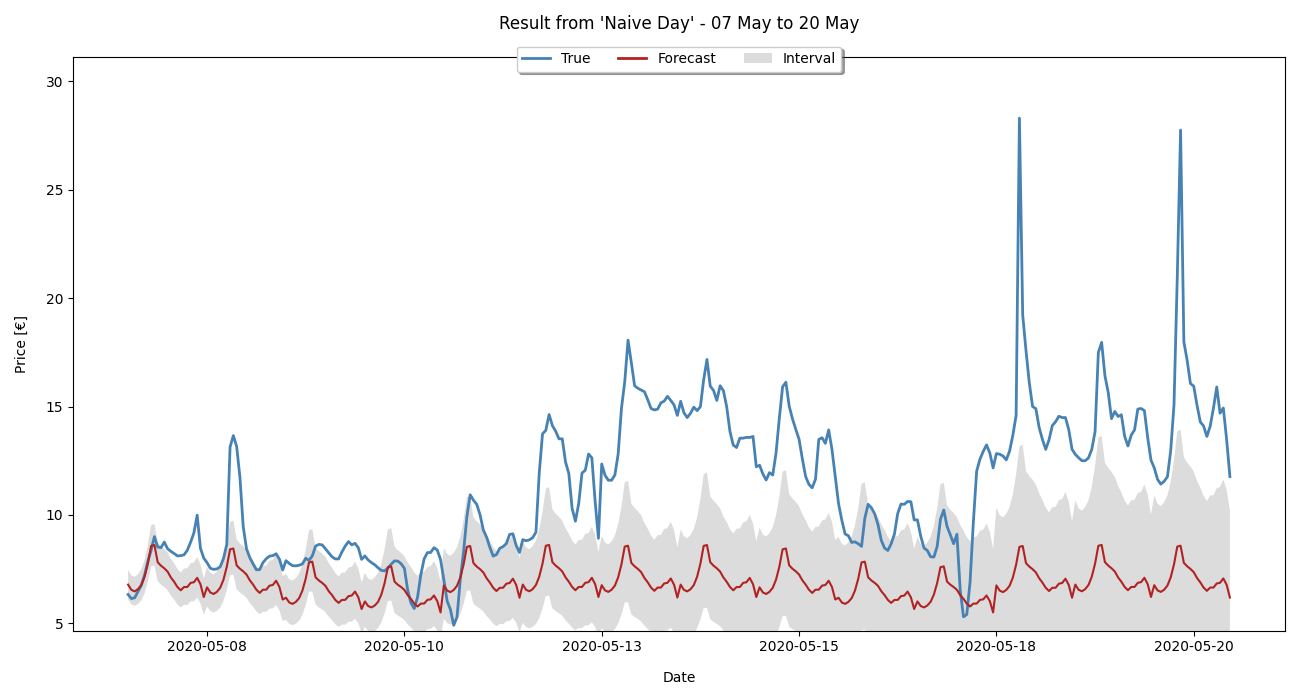 Result from 'Naive Day' - 07 May to 20 May
True Forecast Interval
30
25
20
15
10
5
Price [€]
2020-05-08 2020-05-10 2020-05-13 2020-05-15 2020-05-18 2020-05-20
Date